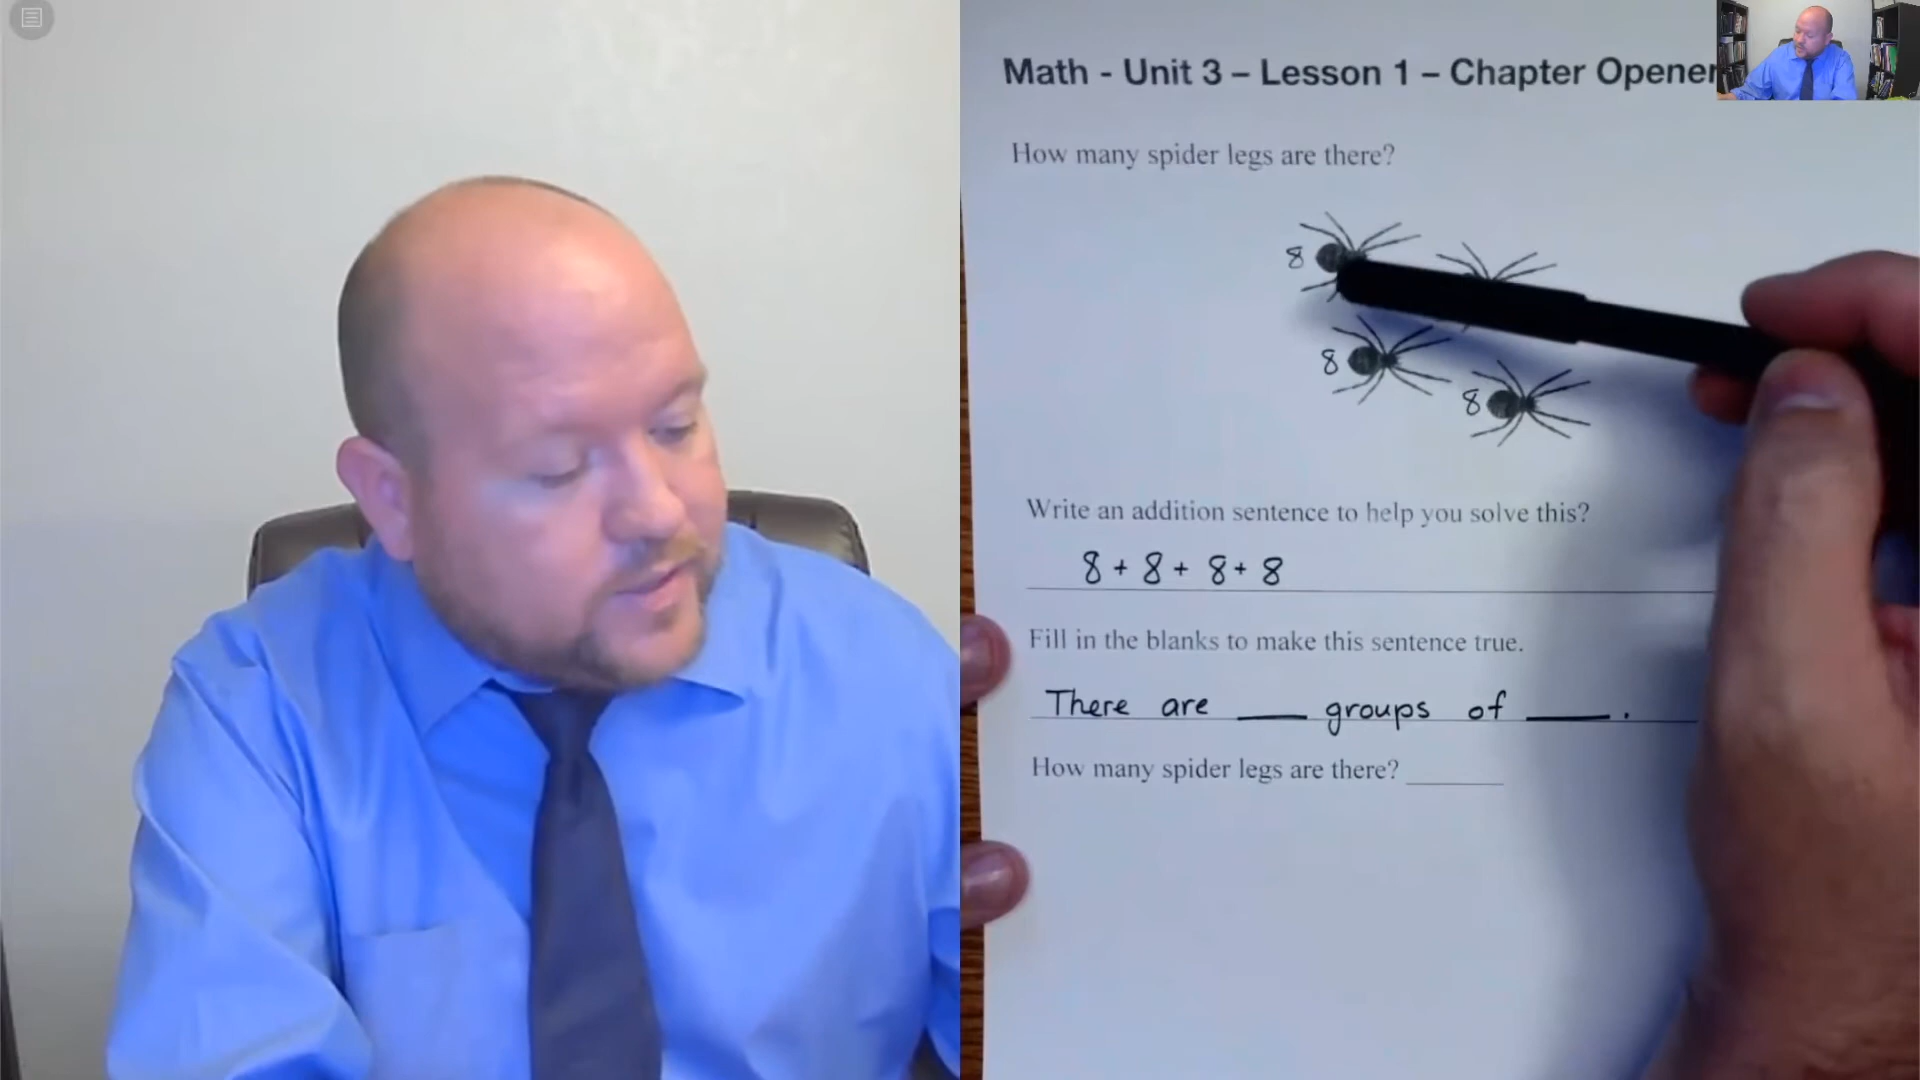 Math - Unit 3 – Lesson 1 – Chapter Opener
How many spider legs are there?
8
8
8
Write an addition sentence to help you solve this?
8 + 8 + 8 + 8
Fill in the blanks to make this sentence true.
There are ___ groups of ___.
How many spider legs are there? ______